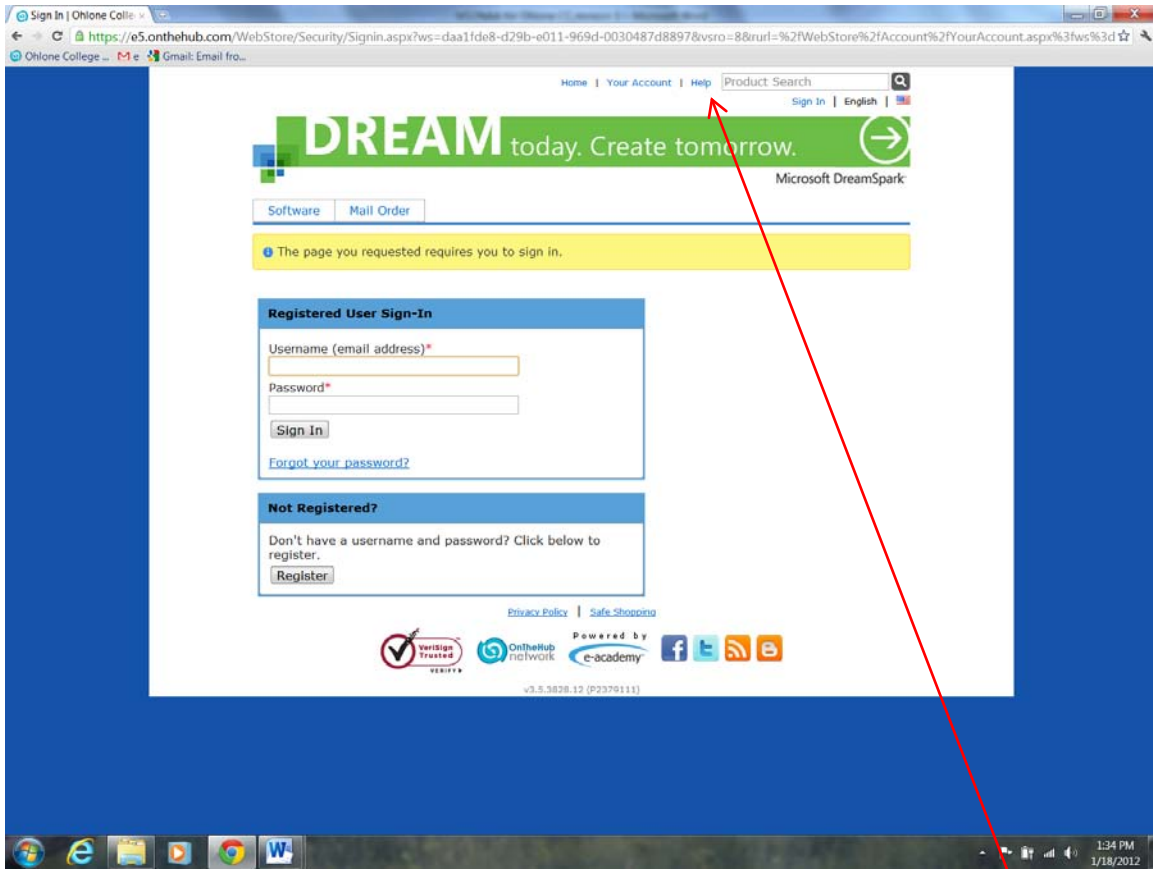 Sign In | Ohlone Colle
https://e5.onthehub.com/WebStore/Security/Signin.aspx?ws=daa1fde8-d29b-e011-969d-0030487d8897&vsro=8&rurl=%2fWebStore%2fAccount%2fYourAccount.aspx%3fws%3d
Ohlone College ... M e Gmail: Email fro...
Home | Your Account | Help Product Search
Sign In | English |
DREAM today. Create tomorrow.
Microsoft DreamSpark
Software Mail Order
The page you requested requires you to sign in.
Registered User Sign-In
Username (email address)*
Password*
Sign In
Forgot your password?
Not Registered?
Don't have a username and password? Click below to
register.
Register
Privacy Policy | Safe Shopping
VeriSign
Trusted
VERIFY
OnTheHub
network
Powered by
e-academy
v3.5.3828.12 (P2379111)
1:34 PM
1/18/2012